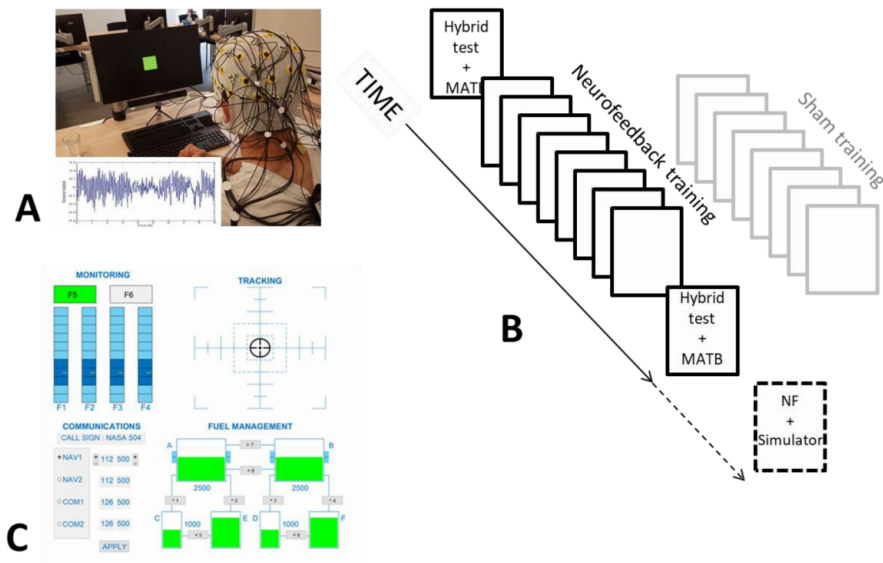 A
TIME
Hybrid
test
+
MATB
Neurofeedback training
Sham training
Hybrid
test
+
MATB
B
NF
+
Simulator
C
MONITORING
F5
F6
F1
F2
F3
F4
TRACKING
COMMUNICATIONS
CALL SIGN : NASA 504
NAV1 112 500
NAV2 112 500
COM1 126 500
COM2 126 500
APPLY
FUEL MANAGEMENT
A
B
2500
2500
C
1000
E
D
1000
F